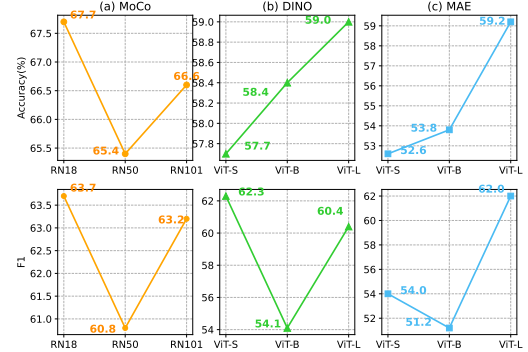 (a) MoCo
(b) DINO
(c) MAE
Accuracy(%)
67.5
67.0
66.5
66.0
65.5
67.7
65.4
66.6
RN18
RN50
RN101
59.0
58.8
58.6
58.4
58.2
58.0
57.8
57.7
58.4
59.0
ViT-S
ViT-B
ViT-L
59
58
57
56
55
54
53
52.6
53.8
59.2
ViT-S
ViT-B
ViT-L
F1
63.5
63.0
62.5
62.0
61.5
61.0
63.7
60.8
63.2
RN18
RN50
RN101
62
60
58
56
54
62.3
54.1
60.4
ViT-S
ViT-B
ViT-L
62
60
58
56
54
52
54.0
51.2
62.0
ViT-S
ViT-B
ViT-L